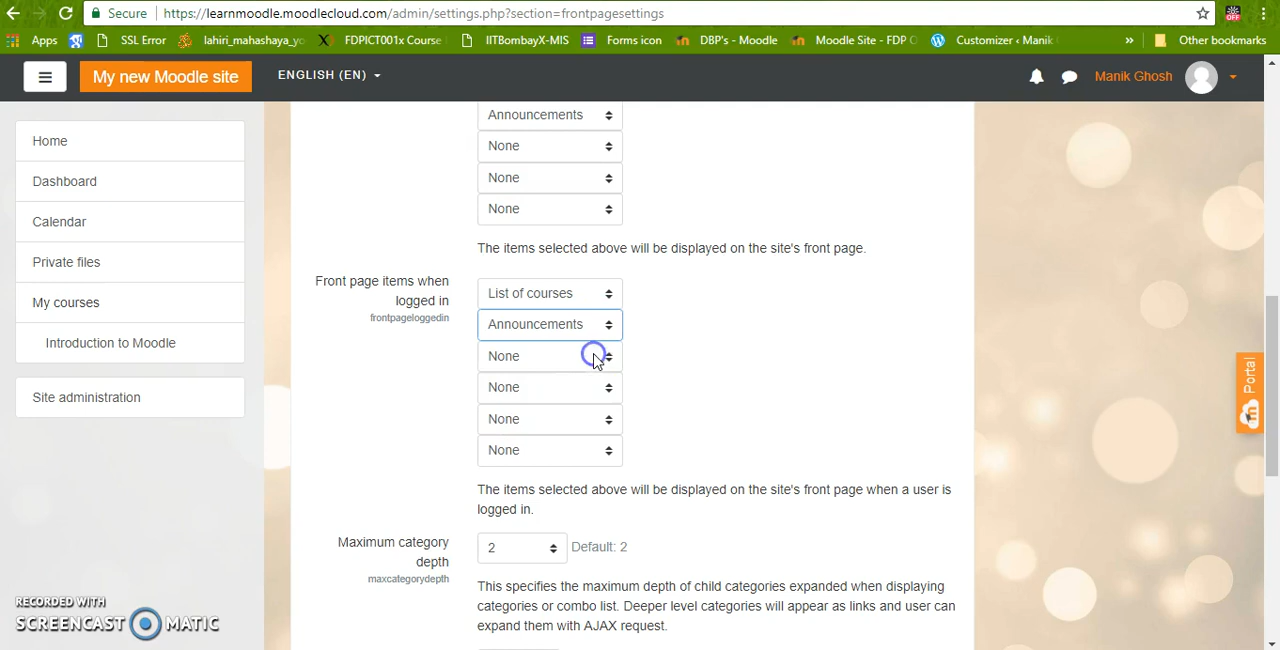 Secure | https://learnmoodle.moodlecloud.com/admin/settings.php?section=frontpagesettings
OFF
Apps SSL Error lahiri_mahashaya_yo FDPICT001x Course IITBombayX-MIS Forms icon DBP's - Moodle Moodle Site - FDP C Customizer ‹ Manik » Other bookmarks
My new Moodle site ENGLISH (EN) Manik Ghosh
Home
Dashboard
Calendar
Private files
My courses
Introduction to Moodle
Site administration
Announcements
None
None
None
The items selected above will be displayed on the site's front page.
Front page items when
logged in
frontpageloggedin
List of courses
Announcements
None
None
None
None
The items selected above will be displayed on the site's front page when a user is
logged in.
Maximum category
depth
maxcategorydepth
2 Default: 2
This specifies the maximum depth of child categories expanded when displaying
categories or combo list. Deeper level categories will appear as links and user can
expand them with AJAX request.
Portal
RECORDED WITH
SCREENCAST MATIC